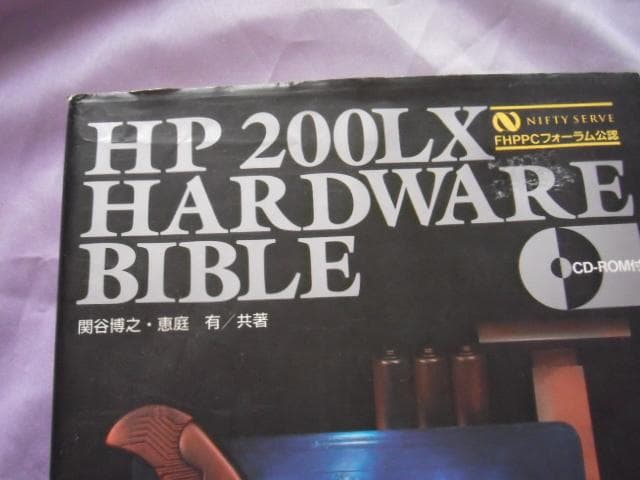 HP 200LX
HARDWARE
BIBLE
NIFTY SERVE
FHPPCフォーラム公認
CD-ROM付
関谷博之・恵庭 有/共著